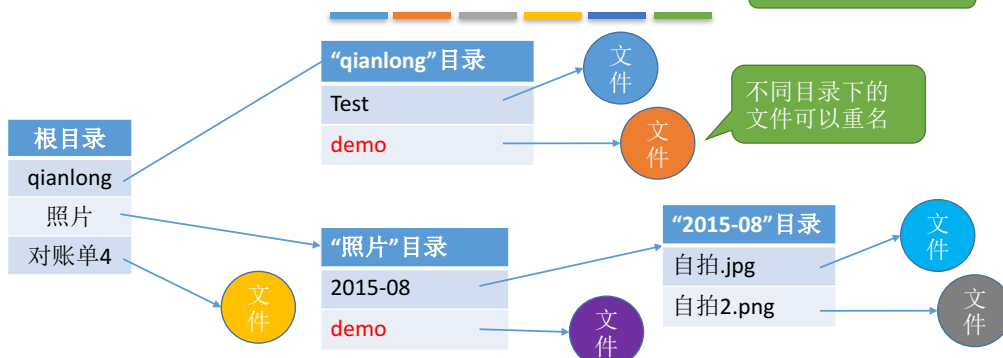 “qianlong”目录
Test
demo
文
件
文
件
不同目录下的
文件可以重名
根目录
qianlong
照片
对账单4
文
件
“照片”目录
2015-08
demo
文
件
“2015-08”目录
自拍.jpg
自拍2.png
文
件
文
件